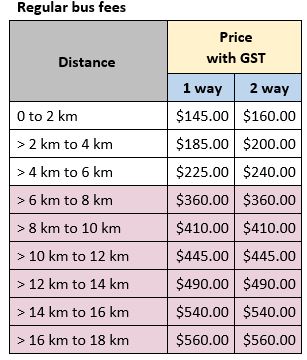 Regular bus fees
Distance
Price
with GST
1 way 2 way
0 to 2 km $145.00 $160.00
> 2 km to 4 km $185.00 $200.00
> 4 km to 6 km $225.00 $240.00
> 6 km to 8 km $360.00 $360.00
> 8 km to 10 km $410.00 $410.00
> 10 km to 12 km $445.00 $445.00
> 12 km to 14 km $490.00 $490.00
> 14 km to 16 km $540.00 $540.00
> 16 km to 18 km $560.00 $560.00